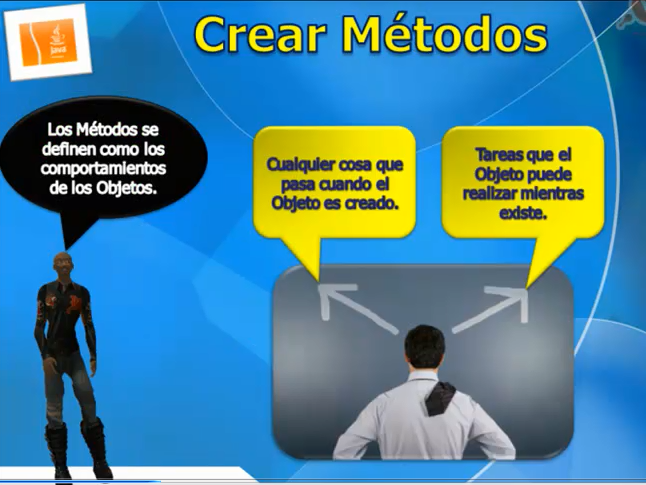 Crear Métodos
Java
Los Métodos se
definen como los
comportamientos
de los Objetos.
Cualquier cosa que
pasa cuando el
Objeto es creado.
Tareas que el
Objeto puede
realizar mientras
existe.